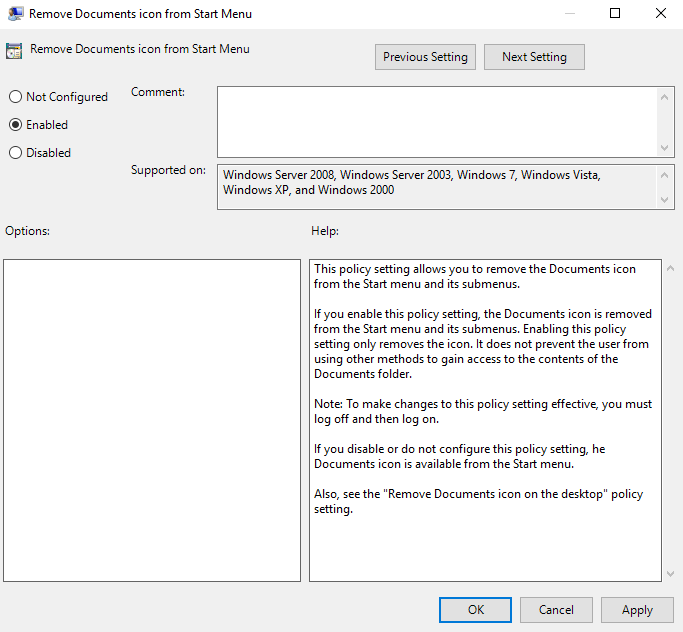 Remove Documents icon from Start Menu
Remove Documents icon from Start Menu
Previous Setting
Next Setting
Not Configured
Comment:
Enabled
Disabled
Supported on:
Windows Server 2008, Windows Server 2003, Windows 7, Windows Vista,
Windows XP, and Windows 2000
Options:
Help:
This policy setting allows you to remove the Documents icon
from the Start menu and its submenus.
If you enable this policy setting, the Documents icon is removed
from the Start menu and its submenus. Enabling this policy
setting only removes the icon. It does not prevent the user from
using other methods to gain access to the contents of the
Documents folder.
Note: To make changes to this policy setting effective, you must
log off and then log on.
If you disable or do not configure this policy setting, he
Documents icon is available from the Start menu.
Also, see the "Remove Documents icon on the desktop" policy
setting.
OK
Cancel
Apply